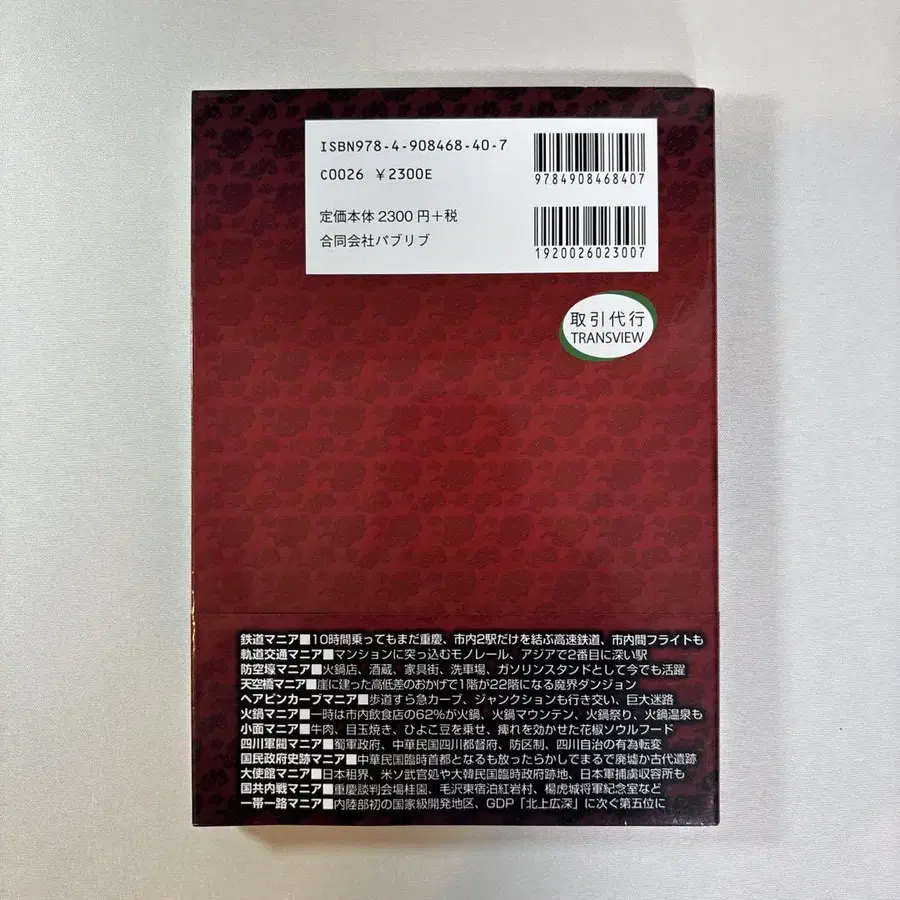 ISBN978-4-908468-40-7
C0026 ¥2300E
定価本体2300円+税
合同会社パブリブ
9784908468407
1920026023007
取引代行
TRANSVIEW
鉄道マニア■10時間乗ってもまだ重慶、市内2駅だけを結ぶ高速鉄道、市内間フライトも
軌道交通マニア■マンションに突っ込むモノレール、アジアで2番目に深い駅
防空壕マニア■火鍋店、酒蔵、家具街、洗車場、ガソリンスタンドとして今でも活躍
天空橋マニア■崖に建った高低差のおかげで1階が22階になる魔界ダンジョン
ヘアピンカーブマニア■歩道すら急カーブ、ジャンクションも行き交い、巨大迷路
火鍋マニア■一時は市内飲食店の62%が火鍋、火鍋マウンテン、火鍋祭り、火鍋温泉も
小面マニア■牛肉、目玉焼き、ひよこ豆を乗せ、痺れを効かせた花椒ソウルフード
四川軍閥マニア■蜀軍政府、中華民国四川都督府、防区制、四川自治の有為転変
国民政府史跡マニア■中華民国臨時首都となるも放ったらかしでまるで廃墟か古代遺跡
大使館マニア■日本租界、米ソ武官処や大韓民国臨時政府跡地、日本軍捕虜収容所も
国共内戦マニア■重慶談判会場桂園、毛沢東宿泊紅岩村、楊虎城将軍紀念室など
一帯一路マニア■内陸部初の国家級開発地区、GDP「北上広深」に次ぐ第五位に